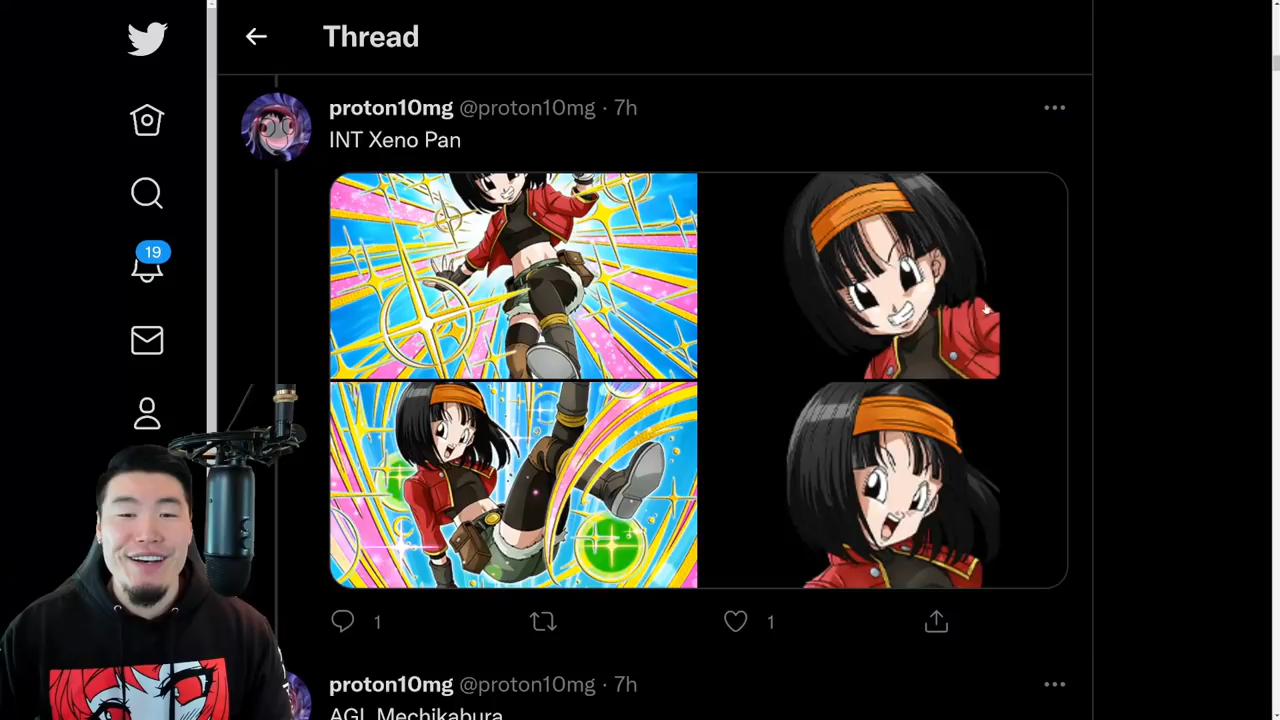 Thread
proton10mg @proton10mg · 7h
INT Xeno Pan
19
1
1
proton10mg @proton10mg · 7h
AGL Mechikabura